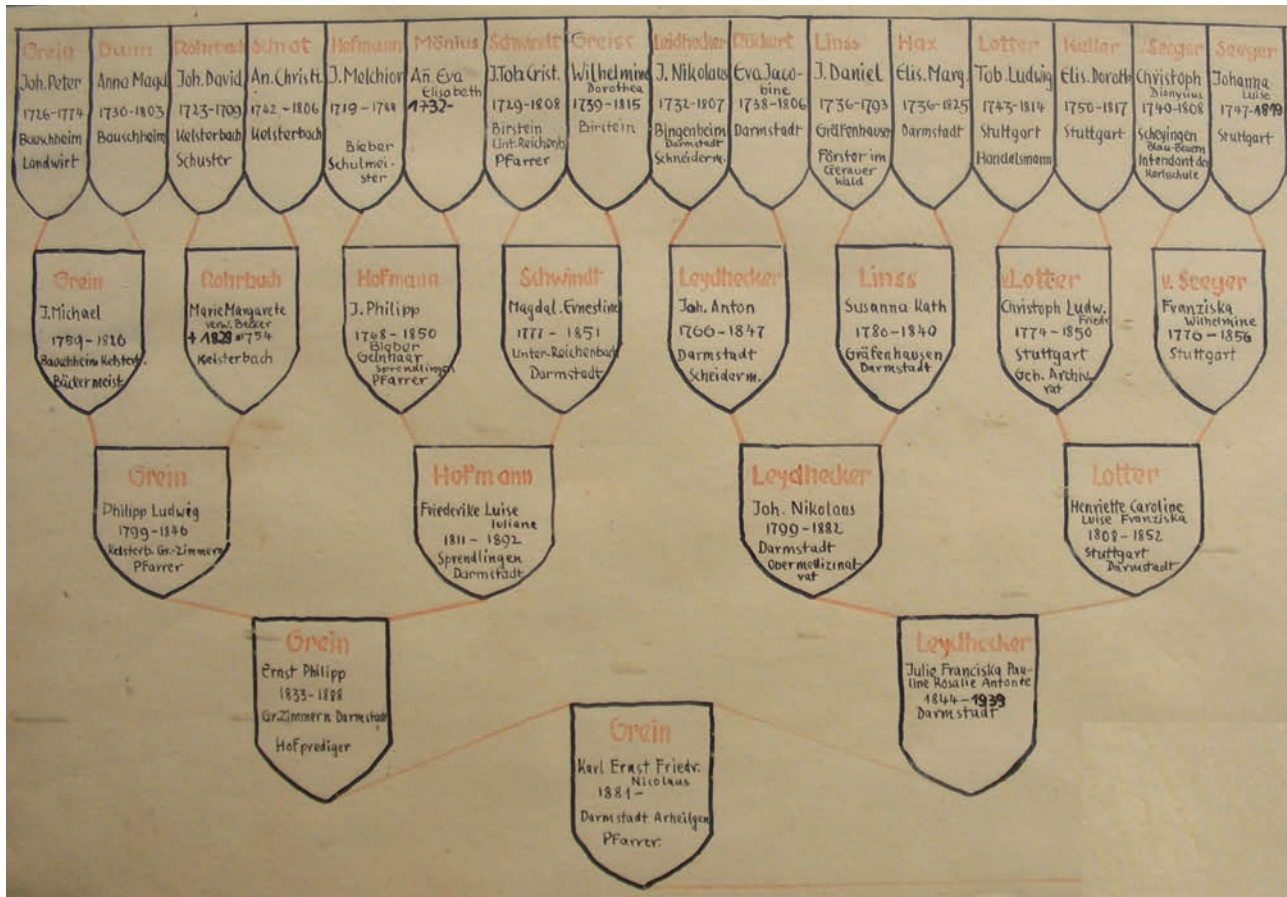 Grein
Joh. Peter
1726-1774
Bauschheim
Landwirt
Dann
Anna Magd.
1730-1803
Bauschheim
Rohrbach
Joh. David
1723-1799
Kelsterbach
Schuster
Schrot
An. Christi.
1742-1806
Kelsterbach
Hofmann
J. Melchior
1719-1788
Bieber
Schulmei-
ster
Mönius
An. Eva
Elisabeth
1732-
Schwindt
J. Tob. Crist.
1729-1808
Birstein
Unt. Reichenb.
Pfarrer
Greiss
Wilhelmine
Dorothea
1739-1815
Birstein
Leidhecker
J. Nikolaus
1732-1807
Bingenheim
Darmstadt
Schneiderm.
Rückert
Eva Jaco-
bine
1738-1806
Darmstadt
Linss
J. Daniel
1736-1793
Gräfenhausen
Förster im
Gerauer
Wald
Hax
Elis. Marg.
1736-1825
Darmstadt
Lotter
Tob. Ludwig
1743-1814
Stuttgart
Handelsmann
Keller
Elis. Doroth
1750-1817
Stuttgart
Seeger
Christoph
Dionysius
1740-1808
Scheyingen
Blau-Beuern
Intendant der
Karlsschule
Seeger
Johanna
Luise
1747-1819
Stuttgart
Grein
J. Michael
1759-1826
Bauschheim Kelsterb.
Bäckermeist.
Rohrbach
Marie Margarete
verw. Becker
+1829 *1754
Kelsterbach
Hofmann
J. Philipp
1768-1850
Bieber
Gelnhaar
Sprendlingen
Pfarrer
Schwindt
Magdal. Ernestine
1777-1851
Unter-Reichenbach
Darmstadt
Leydhecker
Joh. Anton
1766-1847
Darmstadt
Scheiderm.
Linss
Susanna Kath
1780-1840
Gräfenhausen
Darmstadt
v. Lotter
Christoph Ludw.
Friedr.
1774-1850
Stuttgart
Geh. Archiv.
rat
v. Seeger
Franziska
Wilhelmine
1776-1856
Stuttgart
Grein
Philipp Ludwig
1799-1846
Kelsterb. Gr.-Zimmern
Pfarrer
Hofmann
Friederike Luise
Iuliane
1811-1892
Sprendlingen
Darmstadt
Leydhecker
Joh. Nikolaus
1799-1882
Darmstadt
Obermedizinal-
rat
Lotter
Henriette Caroline
Luise Franziska
1808-1852
Stuttgart
Darmstadt
Grein
Ernst Philipp
1833-1888
Gr.Zimmern Darmstadt
Hofprediger
Leydhecker
Julie Franciska Pau-
line Rosalie Antonie
1844-1939
Darmstadt
Grein
Karl Ernst Friedr.
Nicolaus
1881-
Darmstadt Arheilgen
Pfarrer.